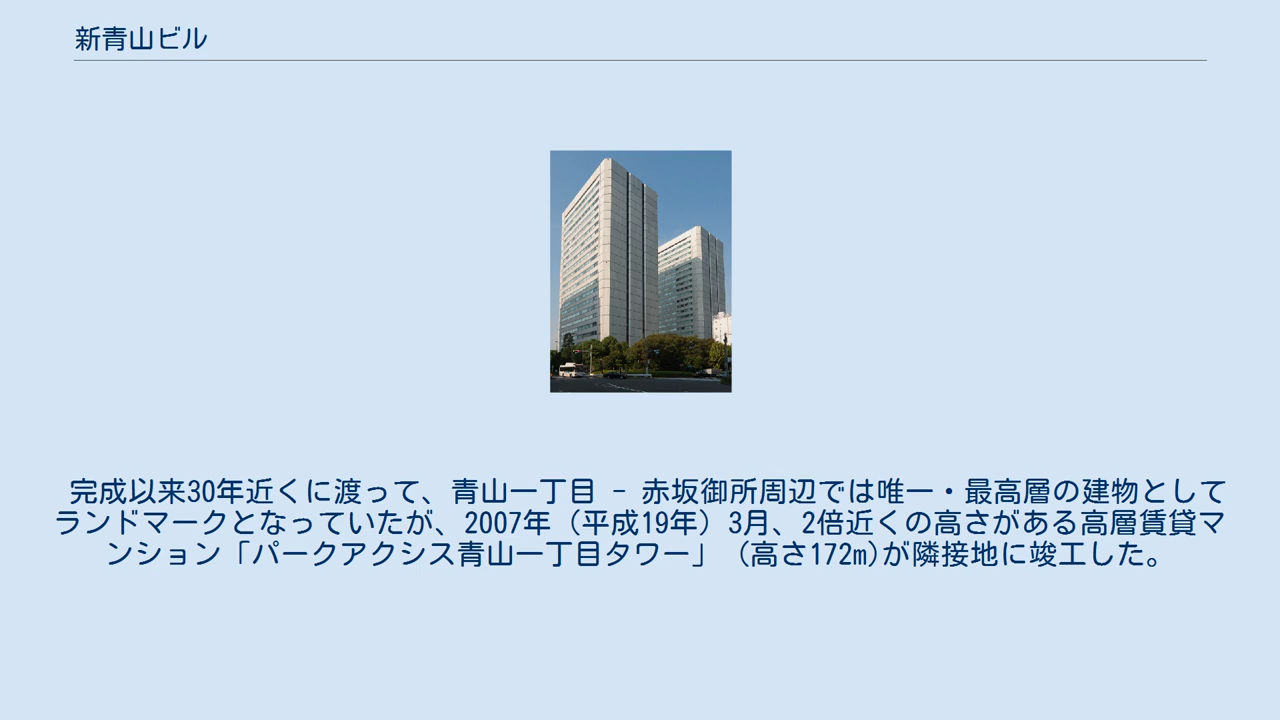 新青山ビル
完成以来30年近くに渡って、青山一丁目 - 赤坂御所周辺では唯一・最高層の建物として
ランドマークとなっていたが、2007年（平成19年）3月、2倍近くの高さがある高層賃貸マ
ンション「パークアクシス青山一丁目タワー」（高さ172m)が隣接地に竣工した。